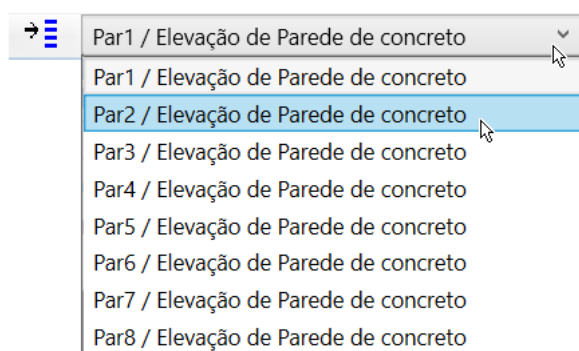 Par1 / Elevação de Parede de concreto
Par1 / Elevação de Parede de concreto
Par2 / Elevação de Parede de concreto
Par3 / Elevação de Parede de concreto
Par4 / Elevação de Parede de concreto
Par5 / Elevação de Parede de concreto
Par6 / Elevação de Parede de concreto
Par7 / Elevação de Parede de concreto
Par8 / Elevação de Parede de concreto